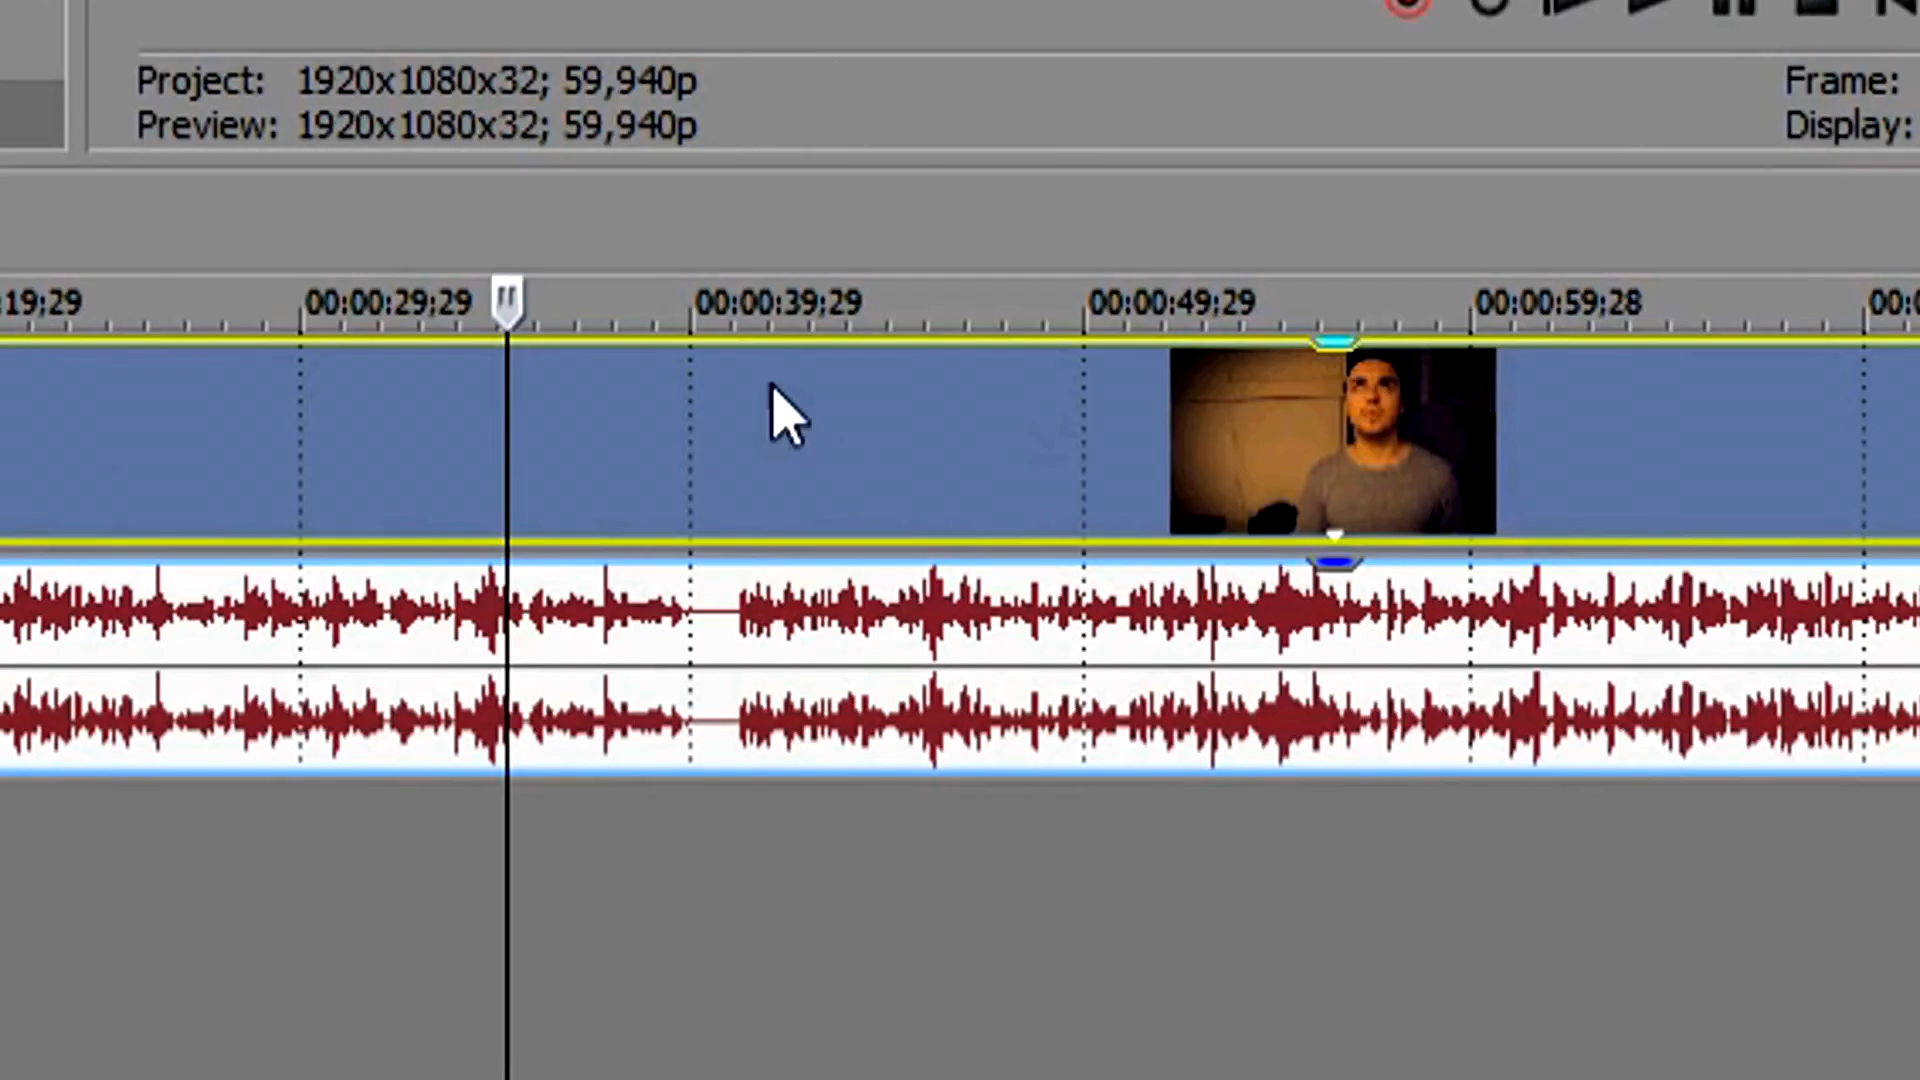 Project: 1920x1080x32; 59,940p
Frame:
Preview: 1920x1080x32; 59,940p
Display:
:19;29 00:00:29;29 00:00:39;29 00:00:49;29 00:00:59;28 00:0